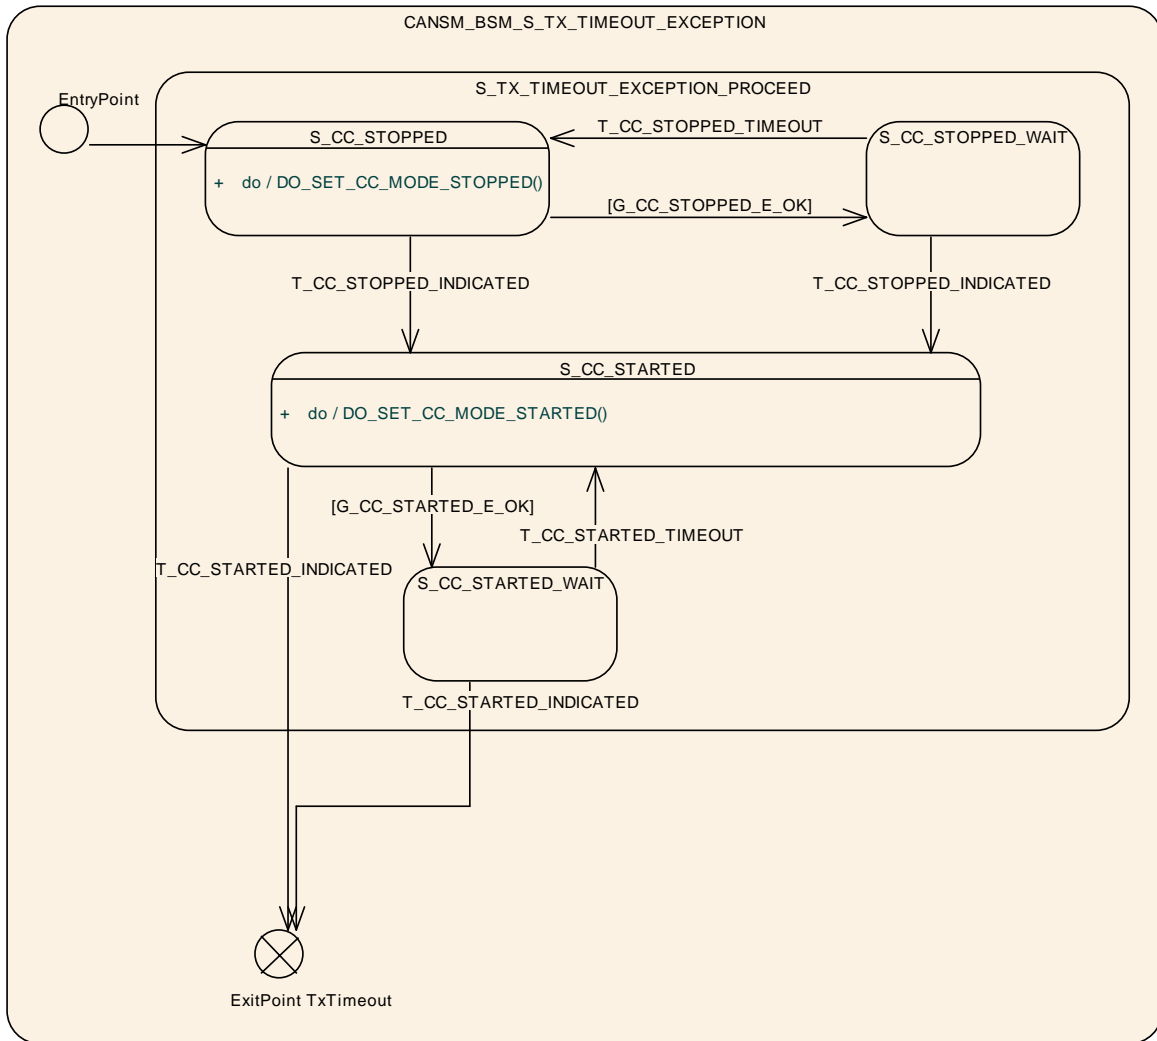 CANSM_BSM_S_TX_TIMEOUT_EXCEPTION
S_TX_TIMEOUT_EXCEPTION_PROCEED
EntryPoint
S_CC_STOPPED
+ do / DO_SET_CC_MODE_STOPPED()
T_CC_STOPPED_TIMEOUT
S_CC_STOPPED_WAIT
[G_CC_STOPPED_E_OK]
T_CC_STOPPED_INDICATED
T_CC_STOPPED_INDICATED
S_CC_STARTED
+ do / DO_SET_CC_MODE_STARTED()
[G_CC_STARTED_E_OK]
T_CC_STARTED_TIMEOUT
T_CC_STARTED_INDICATED
S_CC_STARTED_WAIT
T_CC_STARTED_INDICATED
ExitPoint TxTimeout